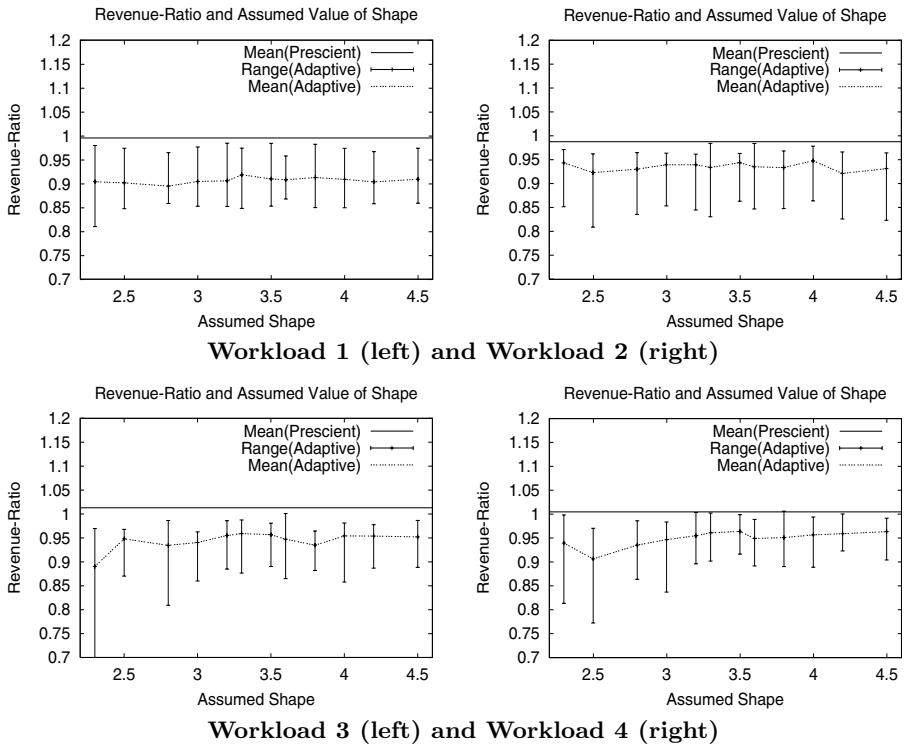 Revenue-Ratio and Assumed Value of Shape
Revenue-Ratio
1.2
1.15
1.1
1.05
1
0.95
0.9
0.85
0.8
0.75
0.7
Mean(Prescient)
Range(Adaptive)
Mean(Adaptive)
2.5 3 3.5 4 4.5
Assumed Shape
Revenue-Ratio and Assumed Value of Shape
Revenue-Ratio
1.2
1.15
1.1
1.05
1
0.95
0.9
0.85
0.8
0.75
0.7
Mean(Prescient)
Range(Adaptive)
Mean(Adaptive)
2.5 3 3.5 4 4.5
Assumed Shape
Workload 1 (left) and Workload 2 (right)
Revenue-Ratio and Assumed Value of Shape
Revenue-Ratio
1.2
1.15
1.1
1.05
1
0.95
0.9
0.85
0.8
0.75
0.7
Mean(Prescient)
Range(Adaptive)
Mean(Adaptive)
2.5 3 3.5 4 4.5
Assumed Shape
Revenue-Ratio and Assumed Value of Shape
Revenue-Ratio
1.2
1.15
1.1
1.05
1
0.95
0.9
0.85
0.8
0.75
0.7
Mean(Prescient)
Range(Adaptive)
Mean(Adaptive)
2.5 3 3.5 4 4.5
Assumed Shape
Workload 3 (left) and Workload 4 (right)